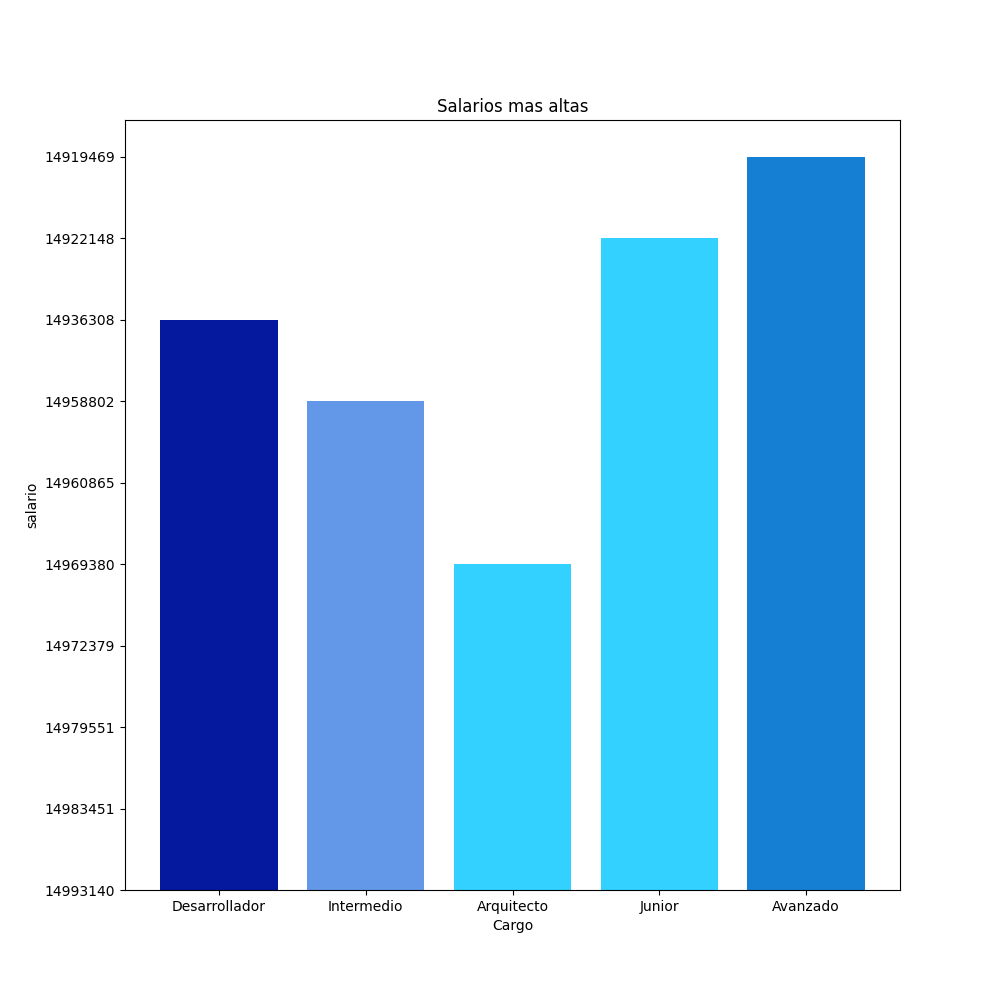 Salarios mas altas
14919469
14922148
14936308
14958802
14960865
salario
14969380
14972379
14979551
14983451
14993140
Desarrollador Intermedio Arquitecto Junior Avanzado
Cargo